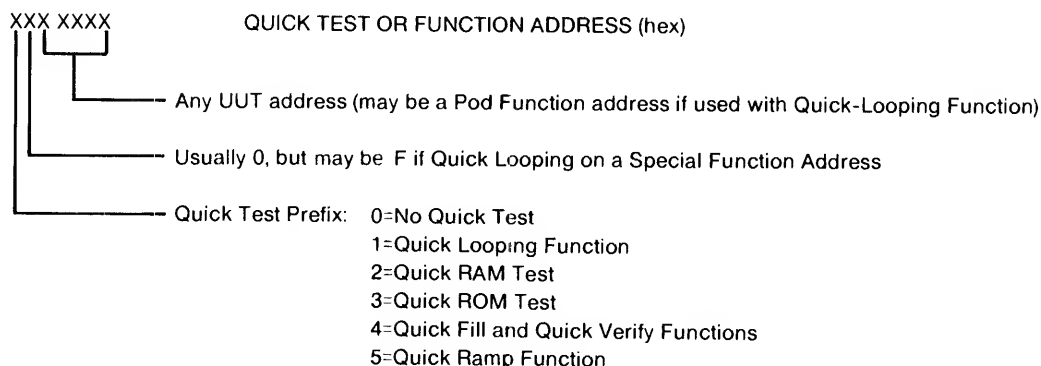 XXX XXXX QUICK TEST OR FUNCTION ADDRESS (hex)
Any UUT address (may be a Pod Function address if used with Quick-Looping Function)
Usually 0, but may be F if Quick Looping on a Special Function Address
Quick Test Prefix: 0=No Quick Test
1=Quick Looping Function
2=Quick RAM Test
3=Quick ROM Test
4=Quick Fill and Quick Verify Functions
5=Quick Ramp Function